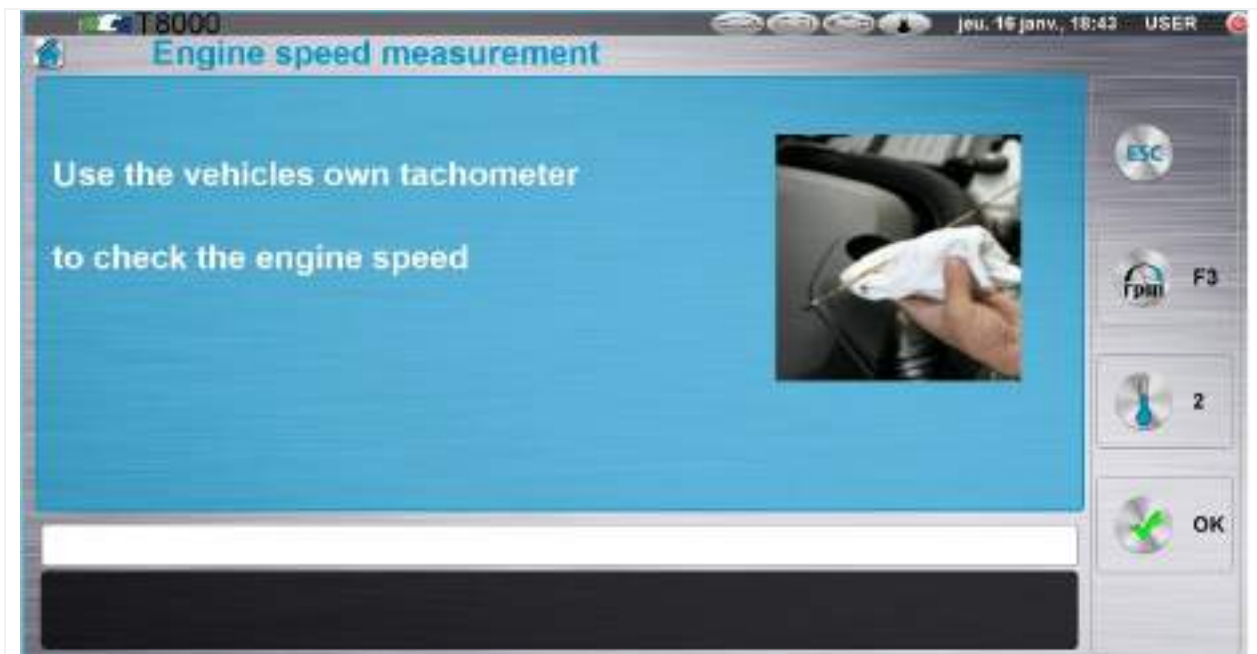 T8000 jeu. 16 janv., 18:43 USER
Engine speed measurement
Use the vehicles own tachometer
to check the engine speed
ESC
rpm F3
2
OK